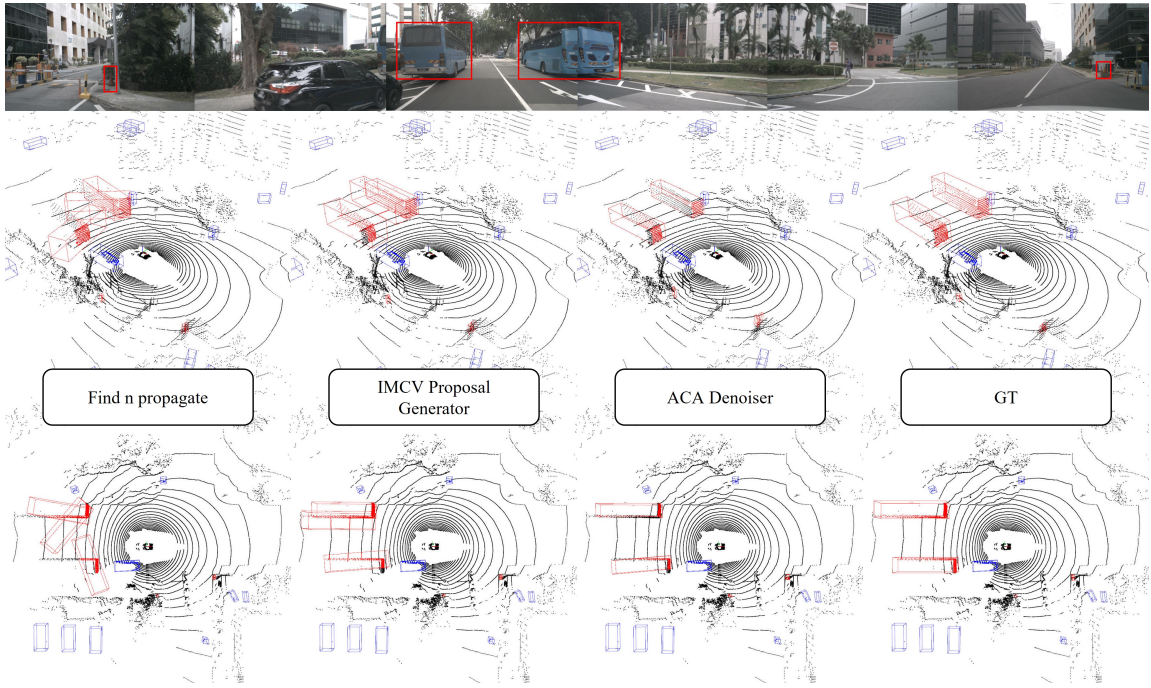 Find n propagate
IMCV Proposal
Generator
ACA Denoiser
GT